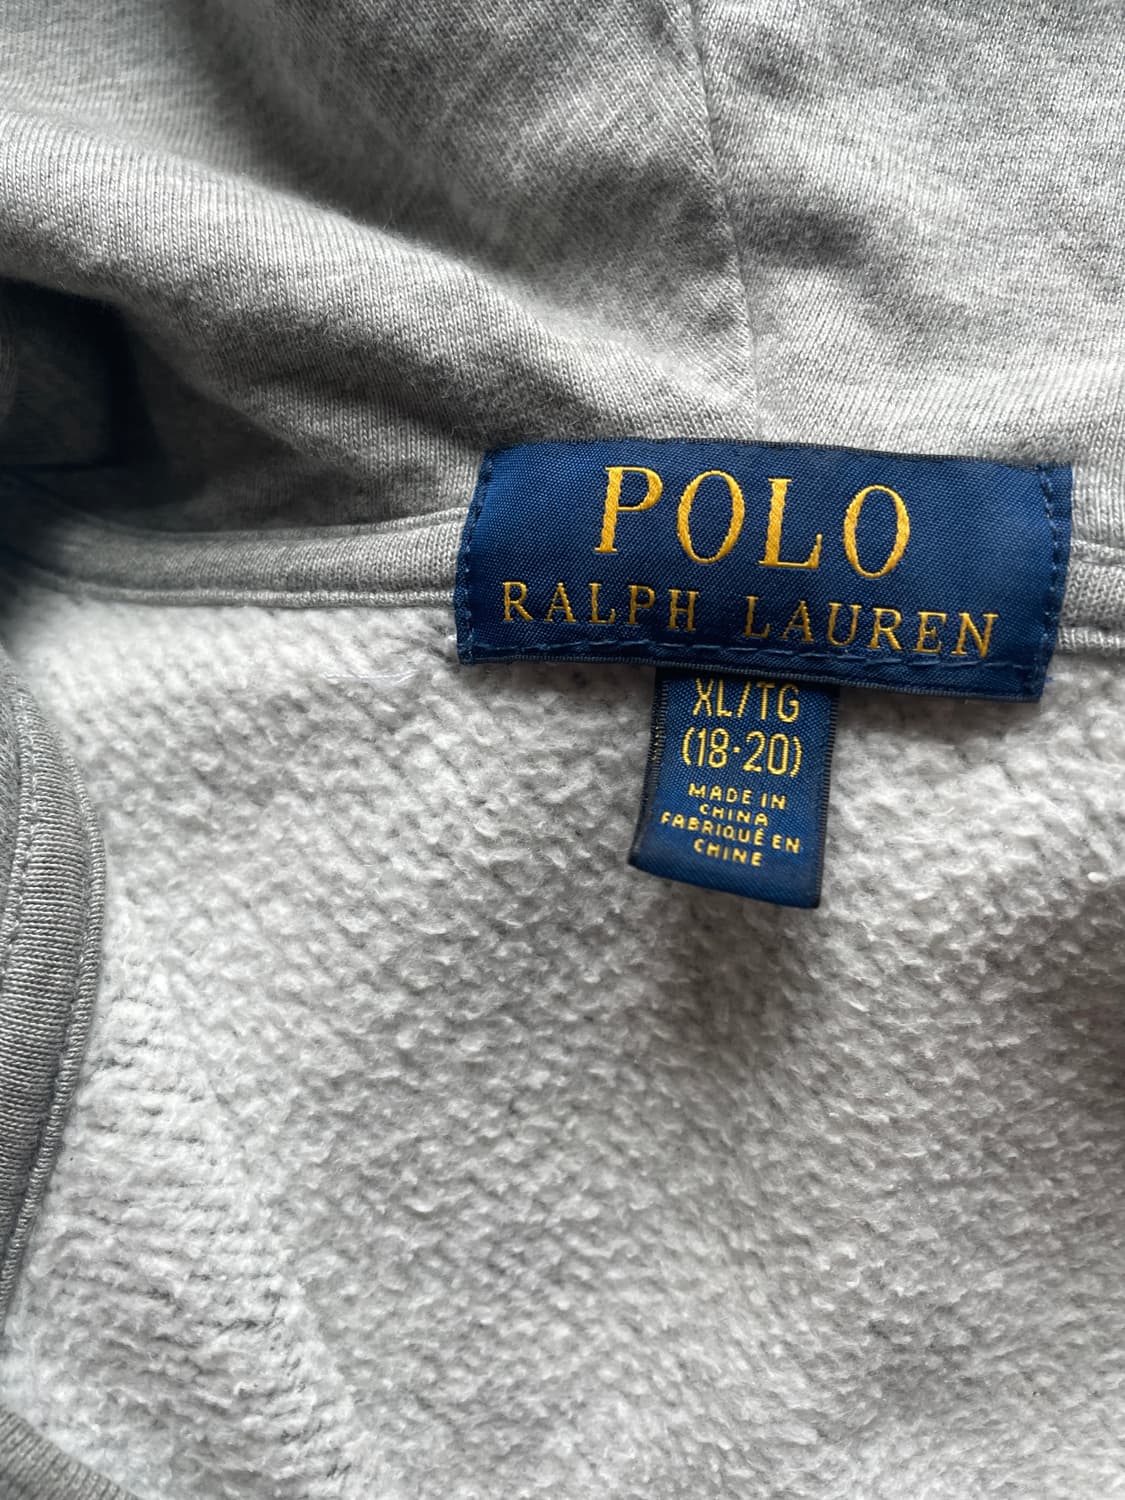 POLO
RALPH LAUREN
XL/TG
(18-20)
MADE IN
CHINA
FABRIQUÉ EN
CHINE